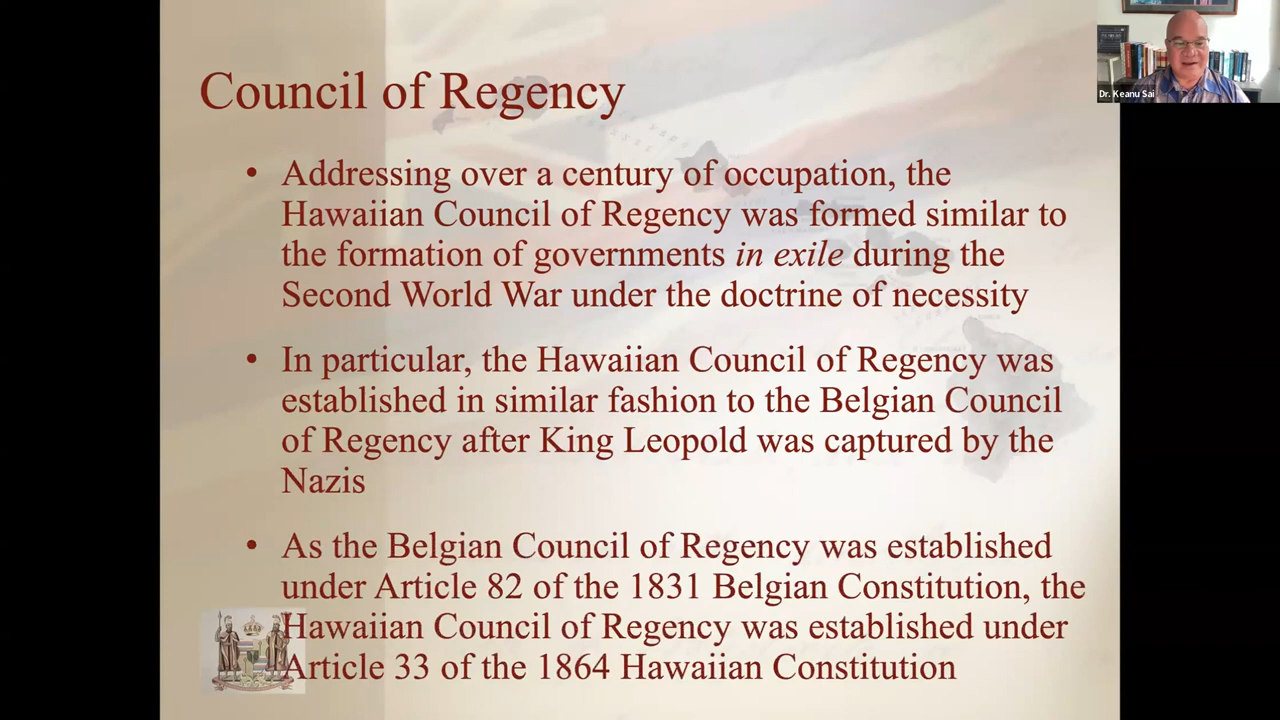 Council of Regency
Dr. Keanu Sai
• Addressing over a century of occupation, the
Hawaiian Council of Regency was formed similar to
the formation of governments in exile during the
Second World War under the doctrine of necessity
• In particular, the Hawaiian Council of Regency was
established in similar fashion to the Belgian Council
of Regency after King Leopold was captured by the
Nazis
• As the Belgian Council of Regency was established
under Article 82 of the 1831 Belgian Constitution, the
Hawaiian Council of Regency was established under
Article 33 of the 1864 Hawaiian Constitution